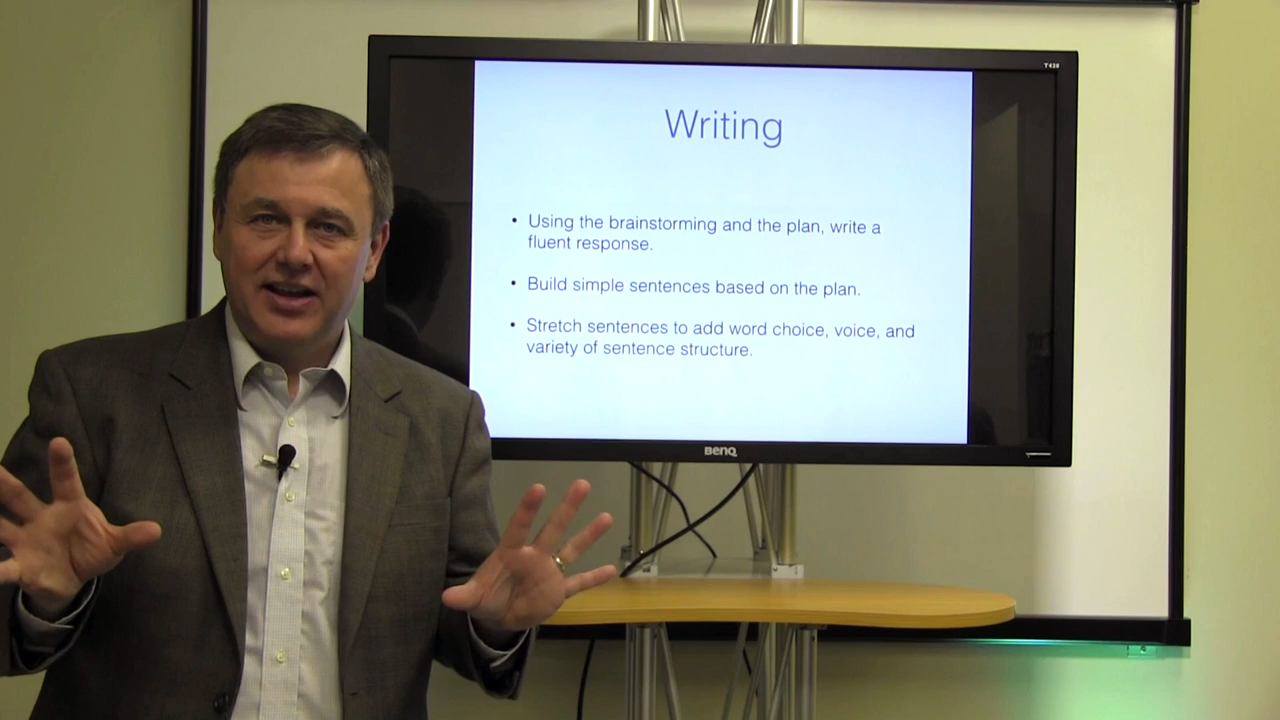 T420
Writing
• Using the brainstorming and the plan, write a
fluent response.
• Build simple sentences based on the plan.
• Stretch sentences to add word choice, voice, and
variety of sentence structure.
BenQ